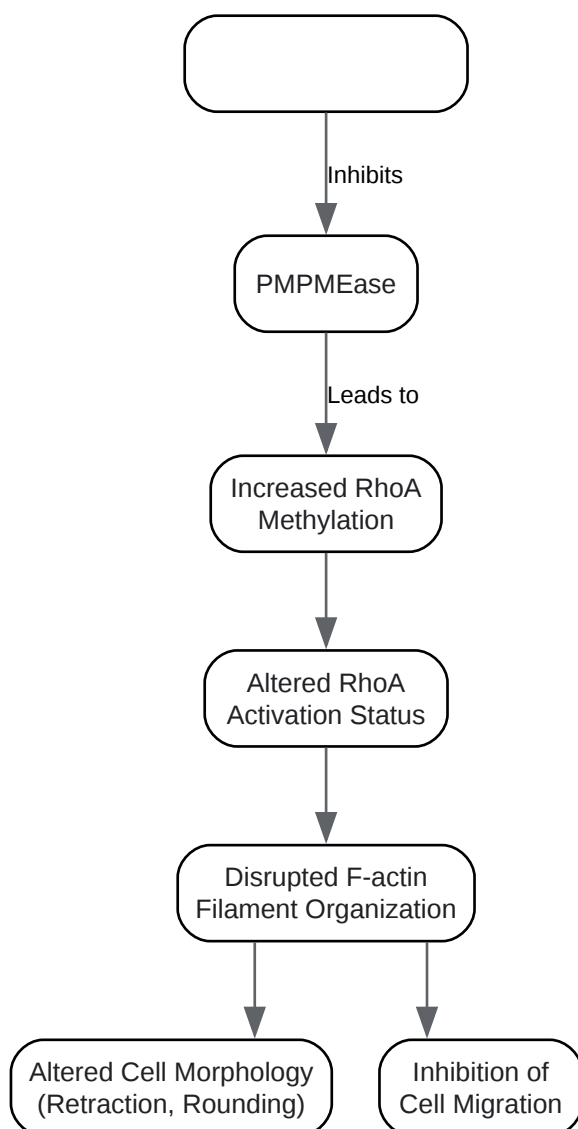 Inhibits
PMPMEase
Leads to
Increased RhoA
Methylation
Altered RhoA
Activation Status
Disrupted F-actin
Filament Organization
Altered Cell Morphology
(Retraction, Rounding)
Inhibition of
Cell Migration